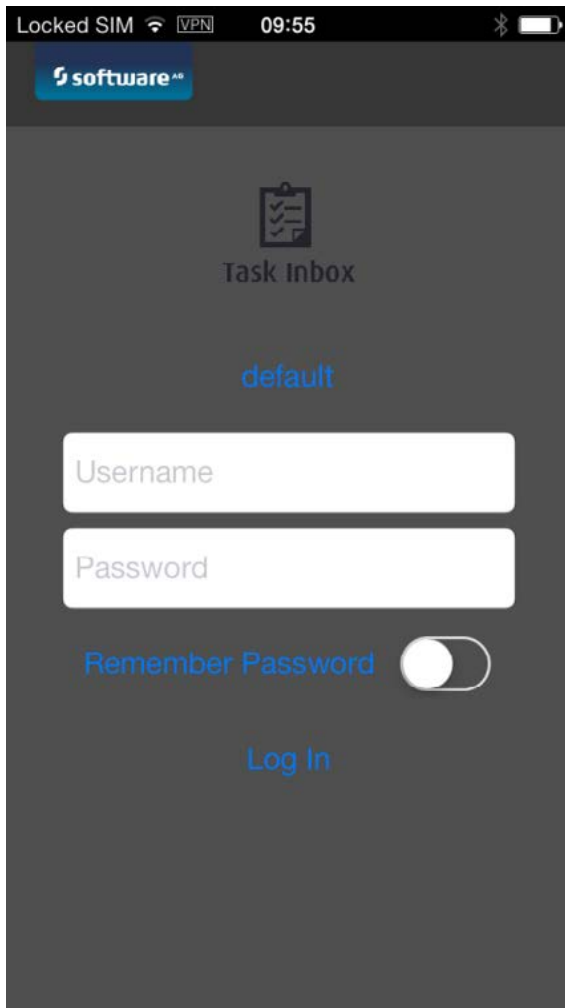 Locked SIM VPN 09:55
software AG
Task Inbox
default
Username
Password
Remember Password
Log In